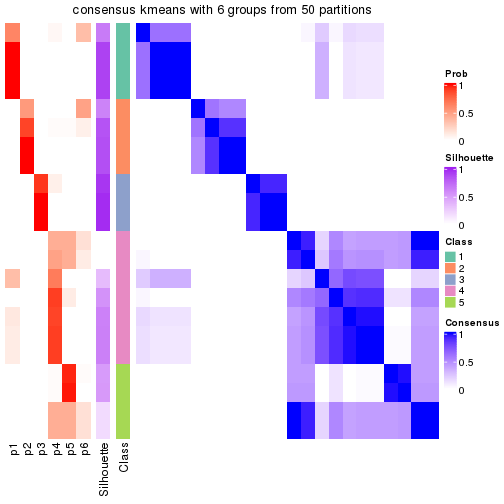 consensus kmeans with 6 groups from 50 partitions
Prob
1
0.5
0
Silhouette
1
0.5
0
Class
1
2
3
4
5
Consensus
1
0.5
0
p1
p2
p3
p4
p5
p6
Silhouette
Class